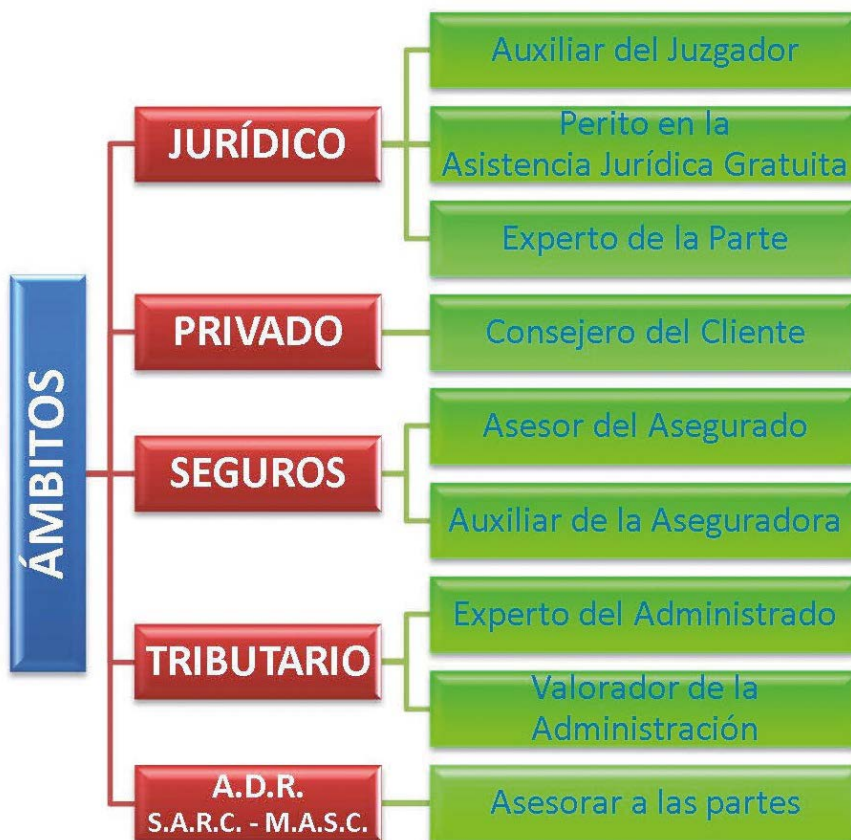 ÁMBITOS
JURÍDICO
Auxiliar del Juzgador
Perito en la
Asistencia Jurídica Gratuita
Experto de la Parte
PRIVADO
Consejero del Cliente
SEGUROS
Asesor del Asegurado
Auxiliar de la Aseguradora
TRIBUTARIO
Experto del Administrado
Valorador de la
Administración
A.D.R.
S.A.R.C. - M.A.S.C.
Asesorar a las partes